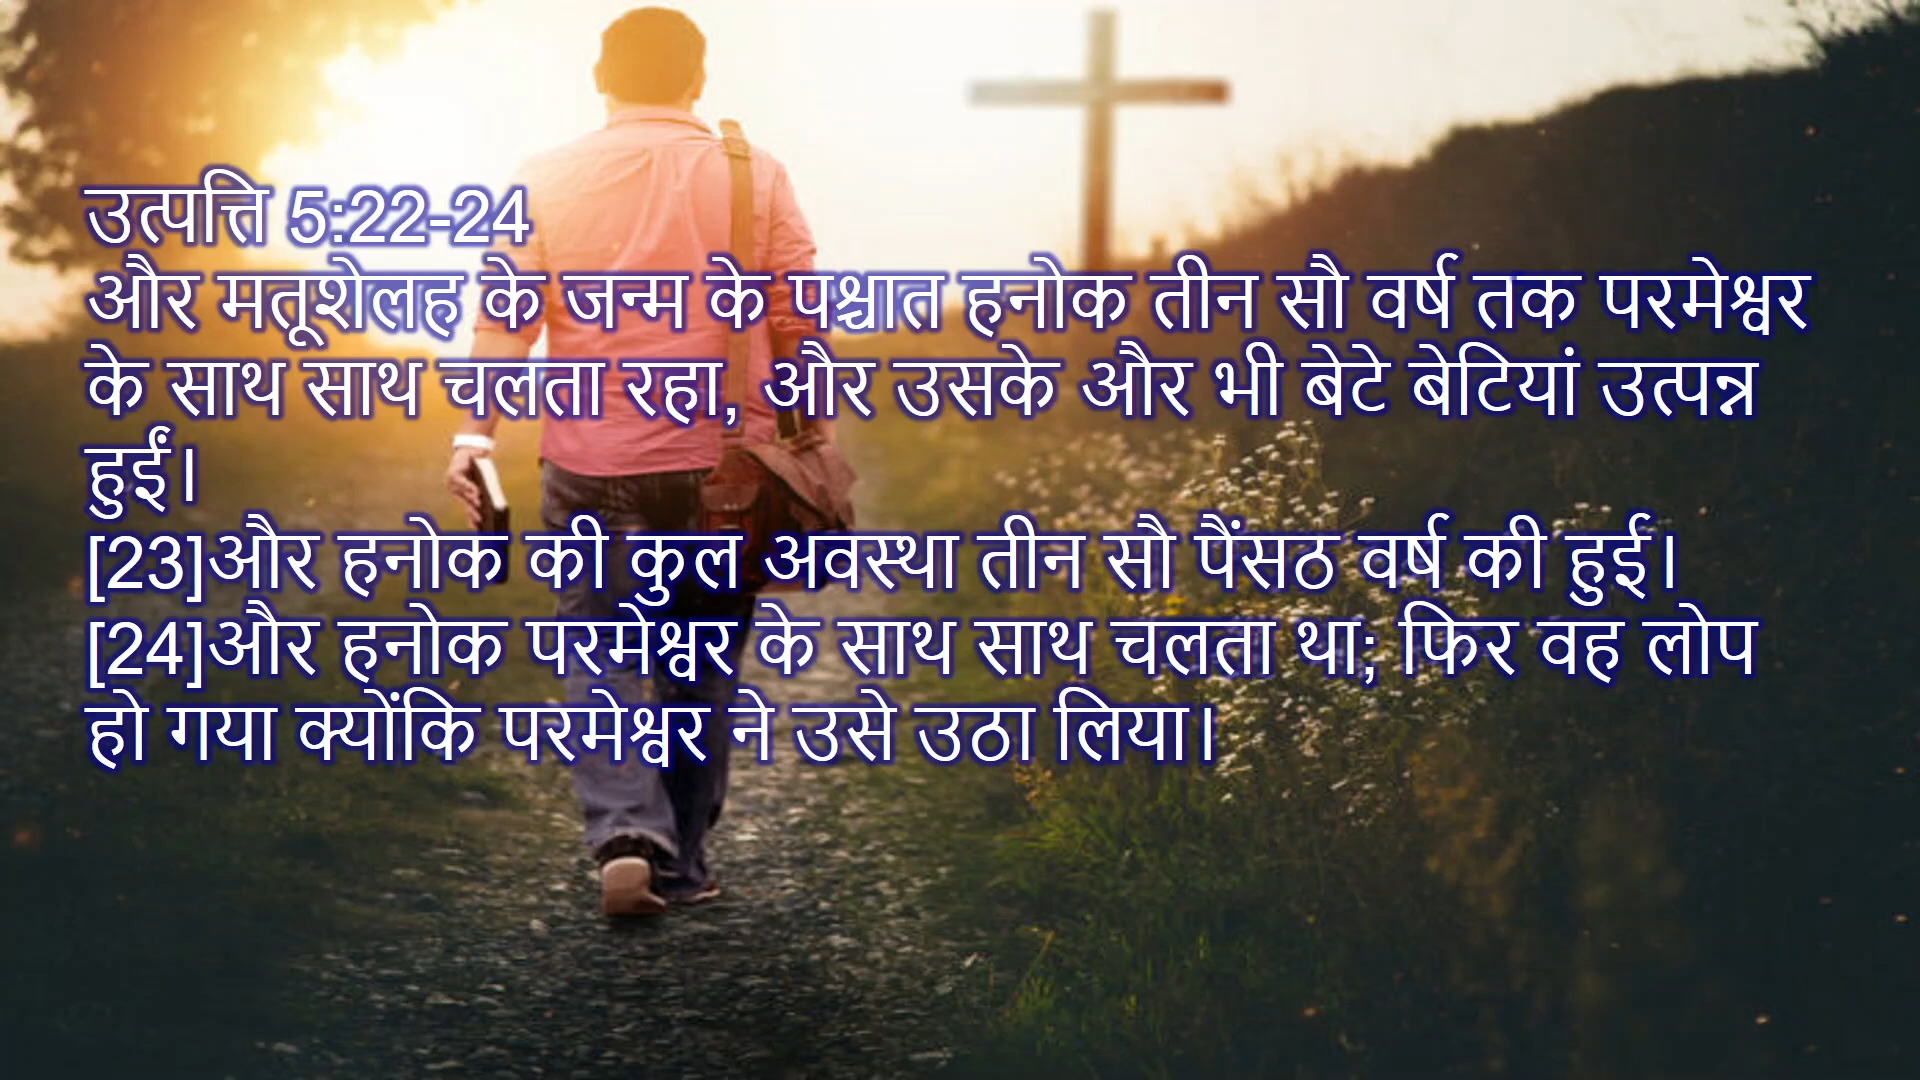 उत्पत्ति 5:22-24
और मतूशेलह के जन्म के पश्चात हनोक तीन सौ वर्ष तक परमेश्वर
के साथ साथ चलता रहा, और उसके और भी बेटे बेटियां उत्पन्न
हुईं।
[23]और हनोक की कुल अवस्था तीन सौ पैंसठ वर्ष की हुई।
[24]और हनोक परमेश्वर के साथ साथ चलता था; फिर वह लोप
हो गया क्योंकि परमेश्वर ने उसे उठा लिया।